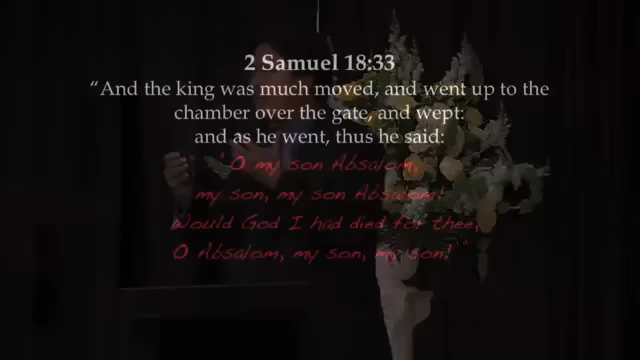 2 Samuel 18:33
“And the king was much moved, and went up to the
chamber over the gate, and wept:
and as he went, thus he said:
'O my son Absalom,
my son, my son Absalom!
Would God I had died for thee,
O Absalom, my son, my son!'”